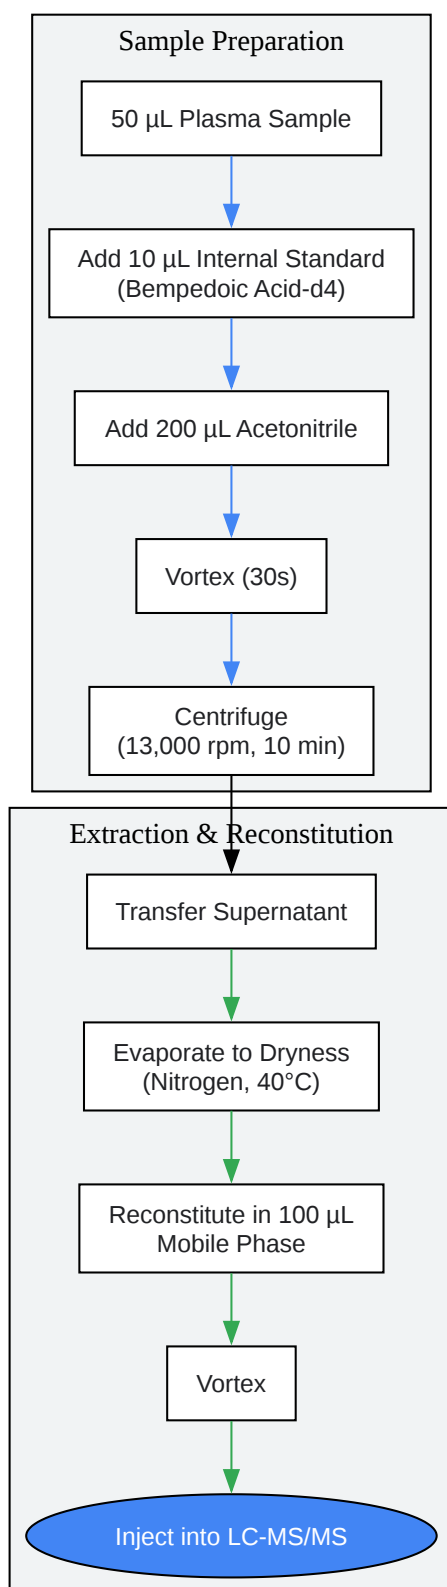 Sample Preparation
50 µL Plasma Sample
Add 10 µL Internal Standard
(Bempedoic Acid-d4)
Add 200 µL Acetonitrile
Vortex (30s)
Centrifuge
(13,000 rpm, 10 min)
Extraction & Reconstitution
Transfer Supernatant
Evaporate to Dryness
(Nitrogen, 40°C)
Reconstitute in 100 µL
Mobile Phase
Vortex
Inject into LC-MS/MS